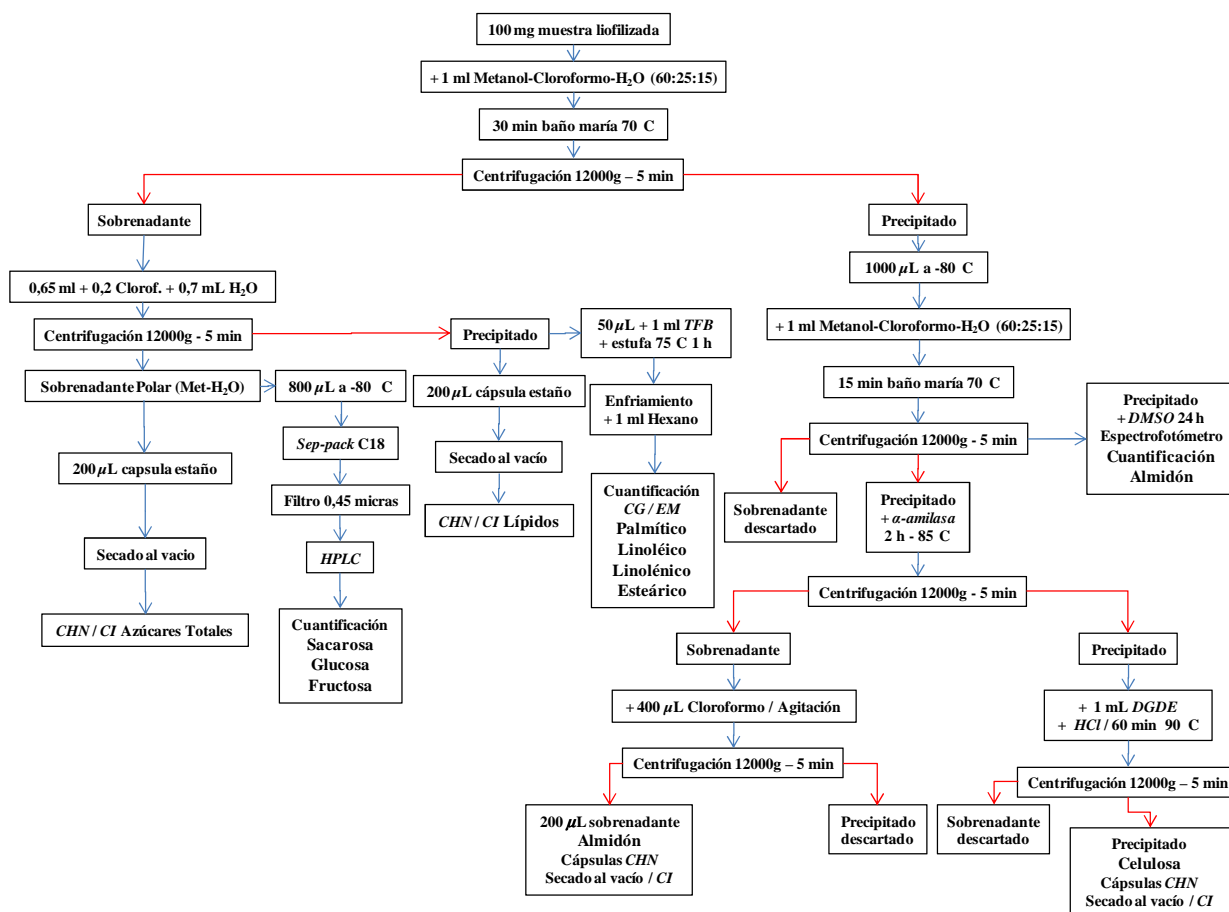 100 mg muestra liofilizada
+ 1 ml Metanol-Cloroformo-H₂O (60:25:15)
30 min baño maría 70 C
Centrifugación 12000g – 5 min
Sobrenadante
0,65 ml + 0,2 Clorof. + 0,7 mL H₂O
Centrifugación 12000g - 5 min
Sobrenadante Polar (Met-H₂O)
200 µL capsula estaño
Secado al vacio
CHN / CI Azúcares Totales
800 µL a -80 C
Sep-pack C18
Filtro 0,45 micras
HPLC
Cuantificación
Sacarosa
Glucosa
Fructosa
Precipitado
200 µL cápsula estaño
Secado al vacío
CHN / CI Lípidos
50 µL + 1 ml TFB
+ estufa 75 C 1 h
Enfriamiento
+ 1 ml Hexano
Cuantificación
CG / EM
Palmítico
Linoléico
Linolénico
Esteárico
Precipitado
1000 µL a -80 C
+ 1 ml Metanol-Cloroformo-H₂O (60:25:15)
15 min baño maría 70 C
Centrifugación 12000g - 5 min
Precipitado
+ DMSO 24 h
Espectrofotómetro
Cuantificación
Almidón
Sobrenadante
descartado
Precipitado
+ α-amilasa
2 h - 85 C
Centrifugación 12000g - 5 min
Sobrenadante
+ 400 µL Cloroformo / Agitación
Centrifugación 12000g – 5 min
200 µL sobrenadante
Almidón
Cápsulas CHN
Secado al vacío / CI
Precipitado
descartado
Precipitado
+ 1 mL DGDE
+ HCl / 60 min 90 C
Centrifugación 12000g – 5 min
Sobrenadante
descartado
Precipitado
Celulosa
Cápsulas CHN
Secado al vacío / CI